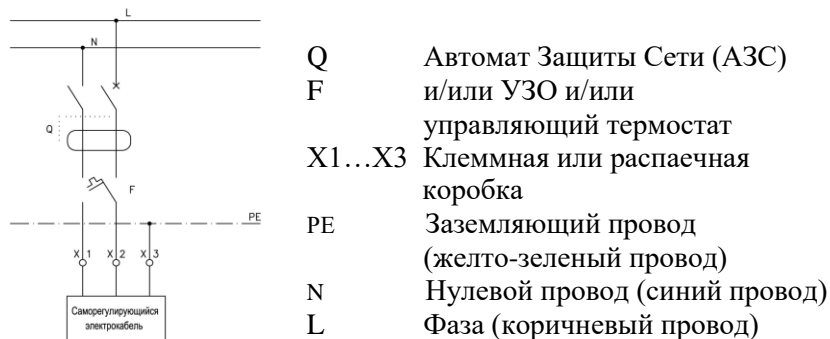 L
N
Q
F
PE
X 1 X 2 X 3
Саморегулирующийся
электрокабель
Q Автомат Защиты Сети (АЗС)
F и/или УЗО и/или
управляющий термостат
X1…X3 Клеммная или распаечная
коробка
PE Заземляющий провод
(желто-зеленый провод)
N Нулевой провод (синий провод)
L Фаза (коричневый провод)